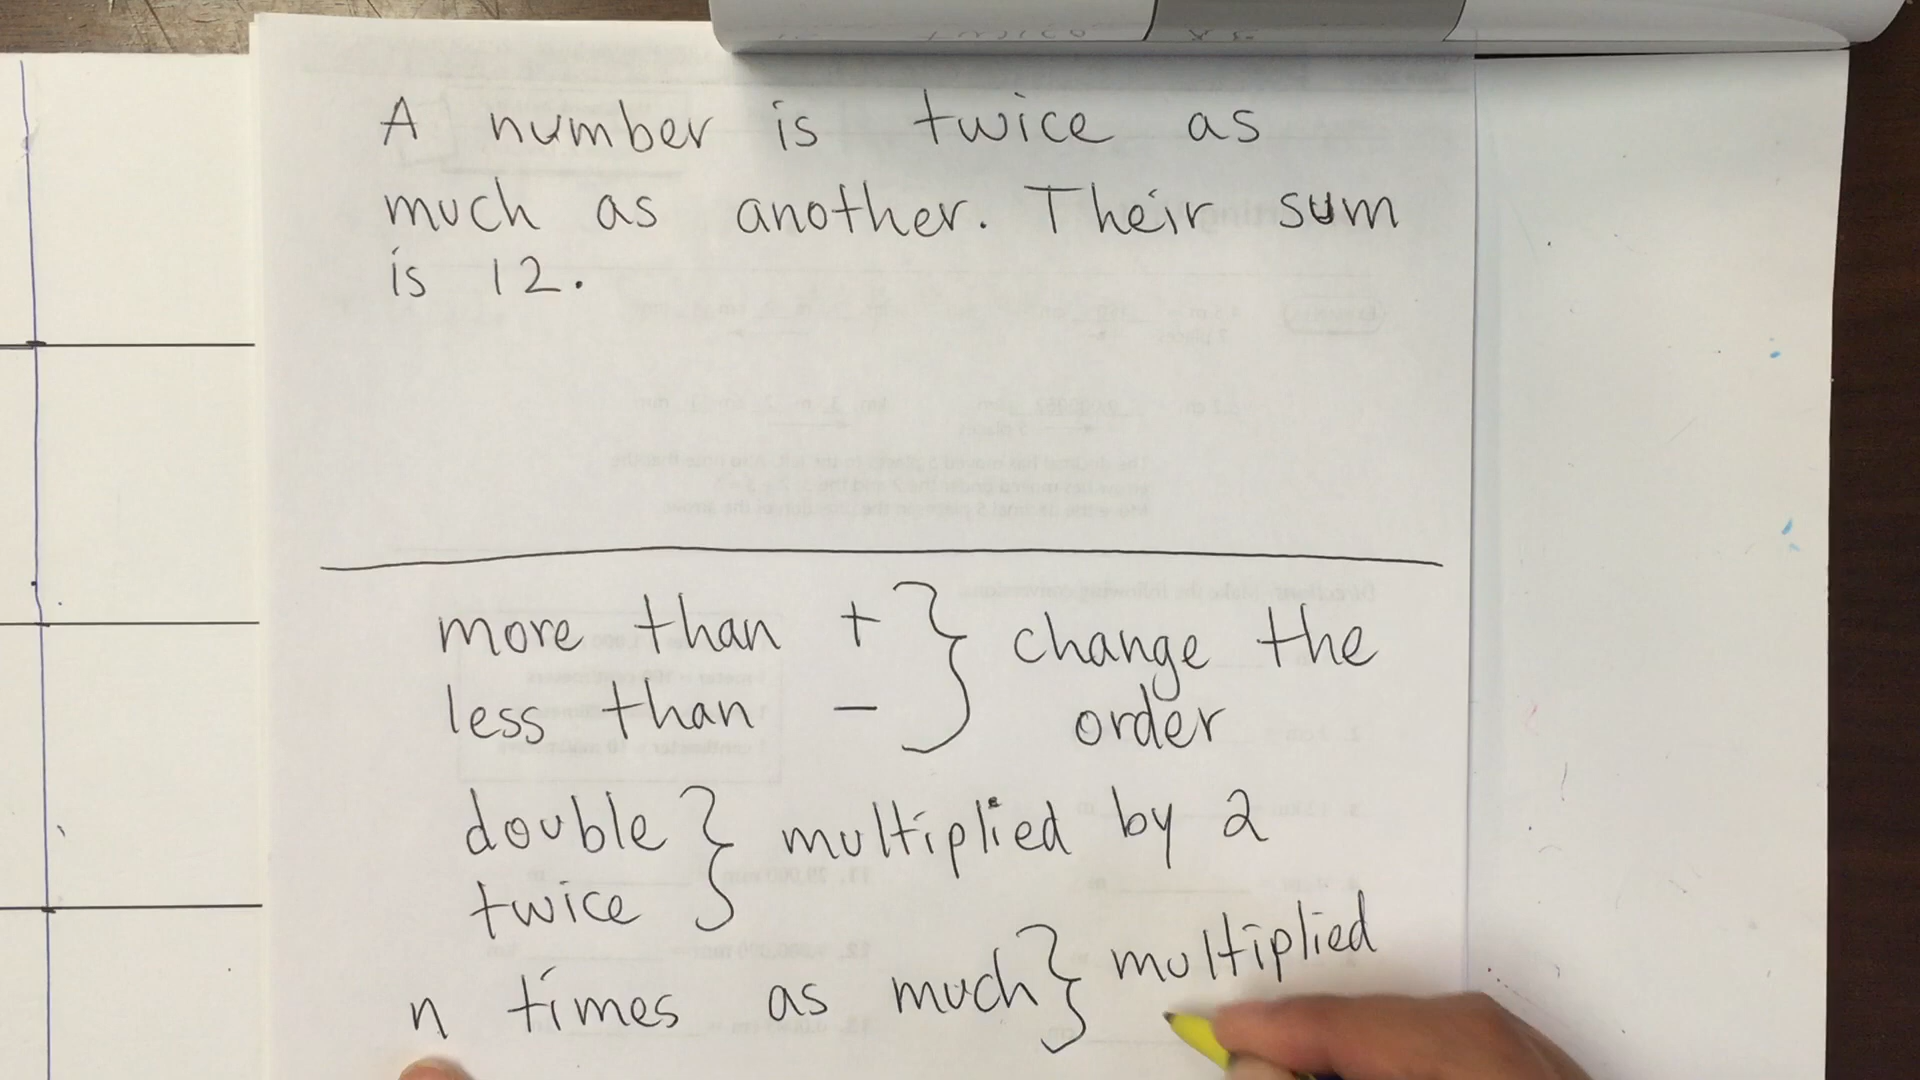 A number is twice as
much as another. Their sum
is 12.
more than +
less than -
change the
order
double
twice
multiplied by 2
n times as much
multiplied